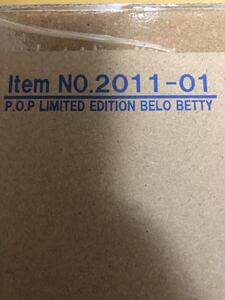 Item NO.2011-01
P.O.P LIMITED EDITION BELO BETTY